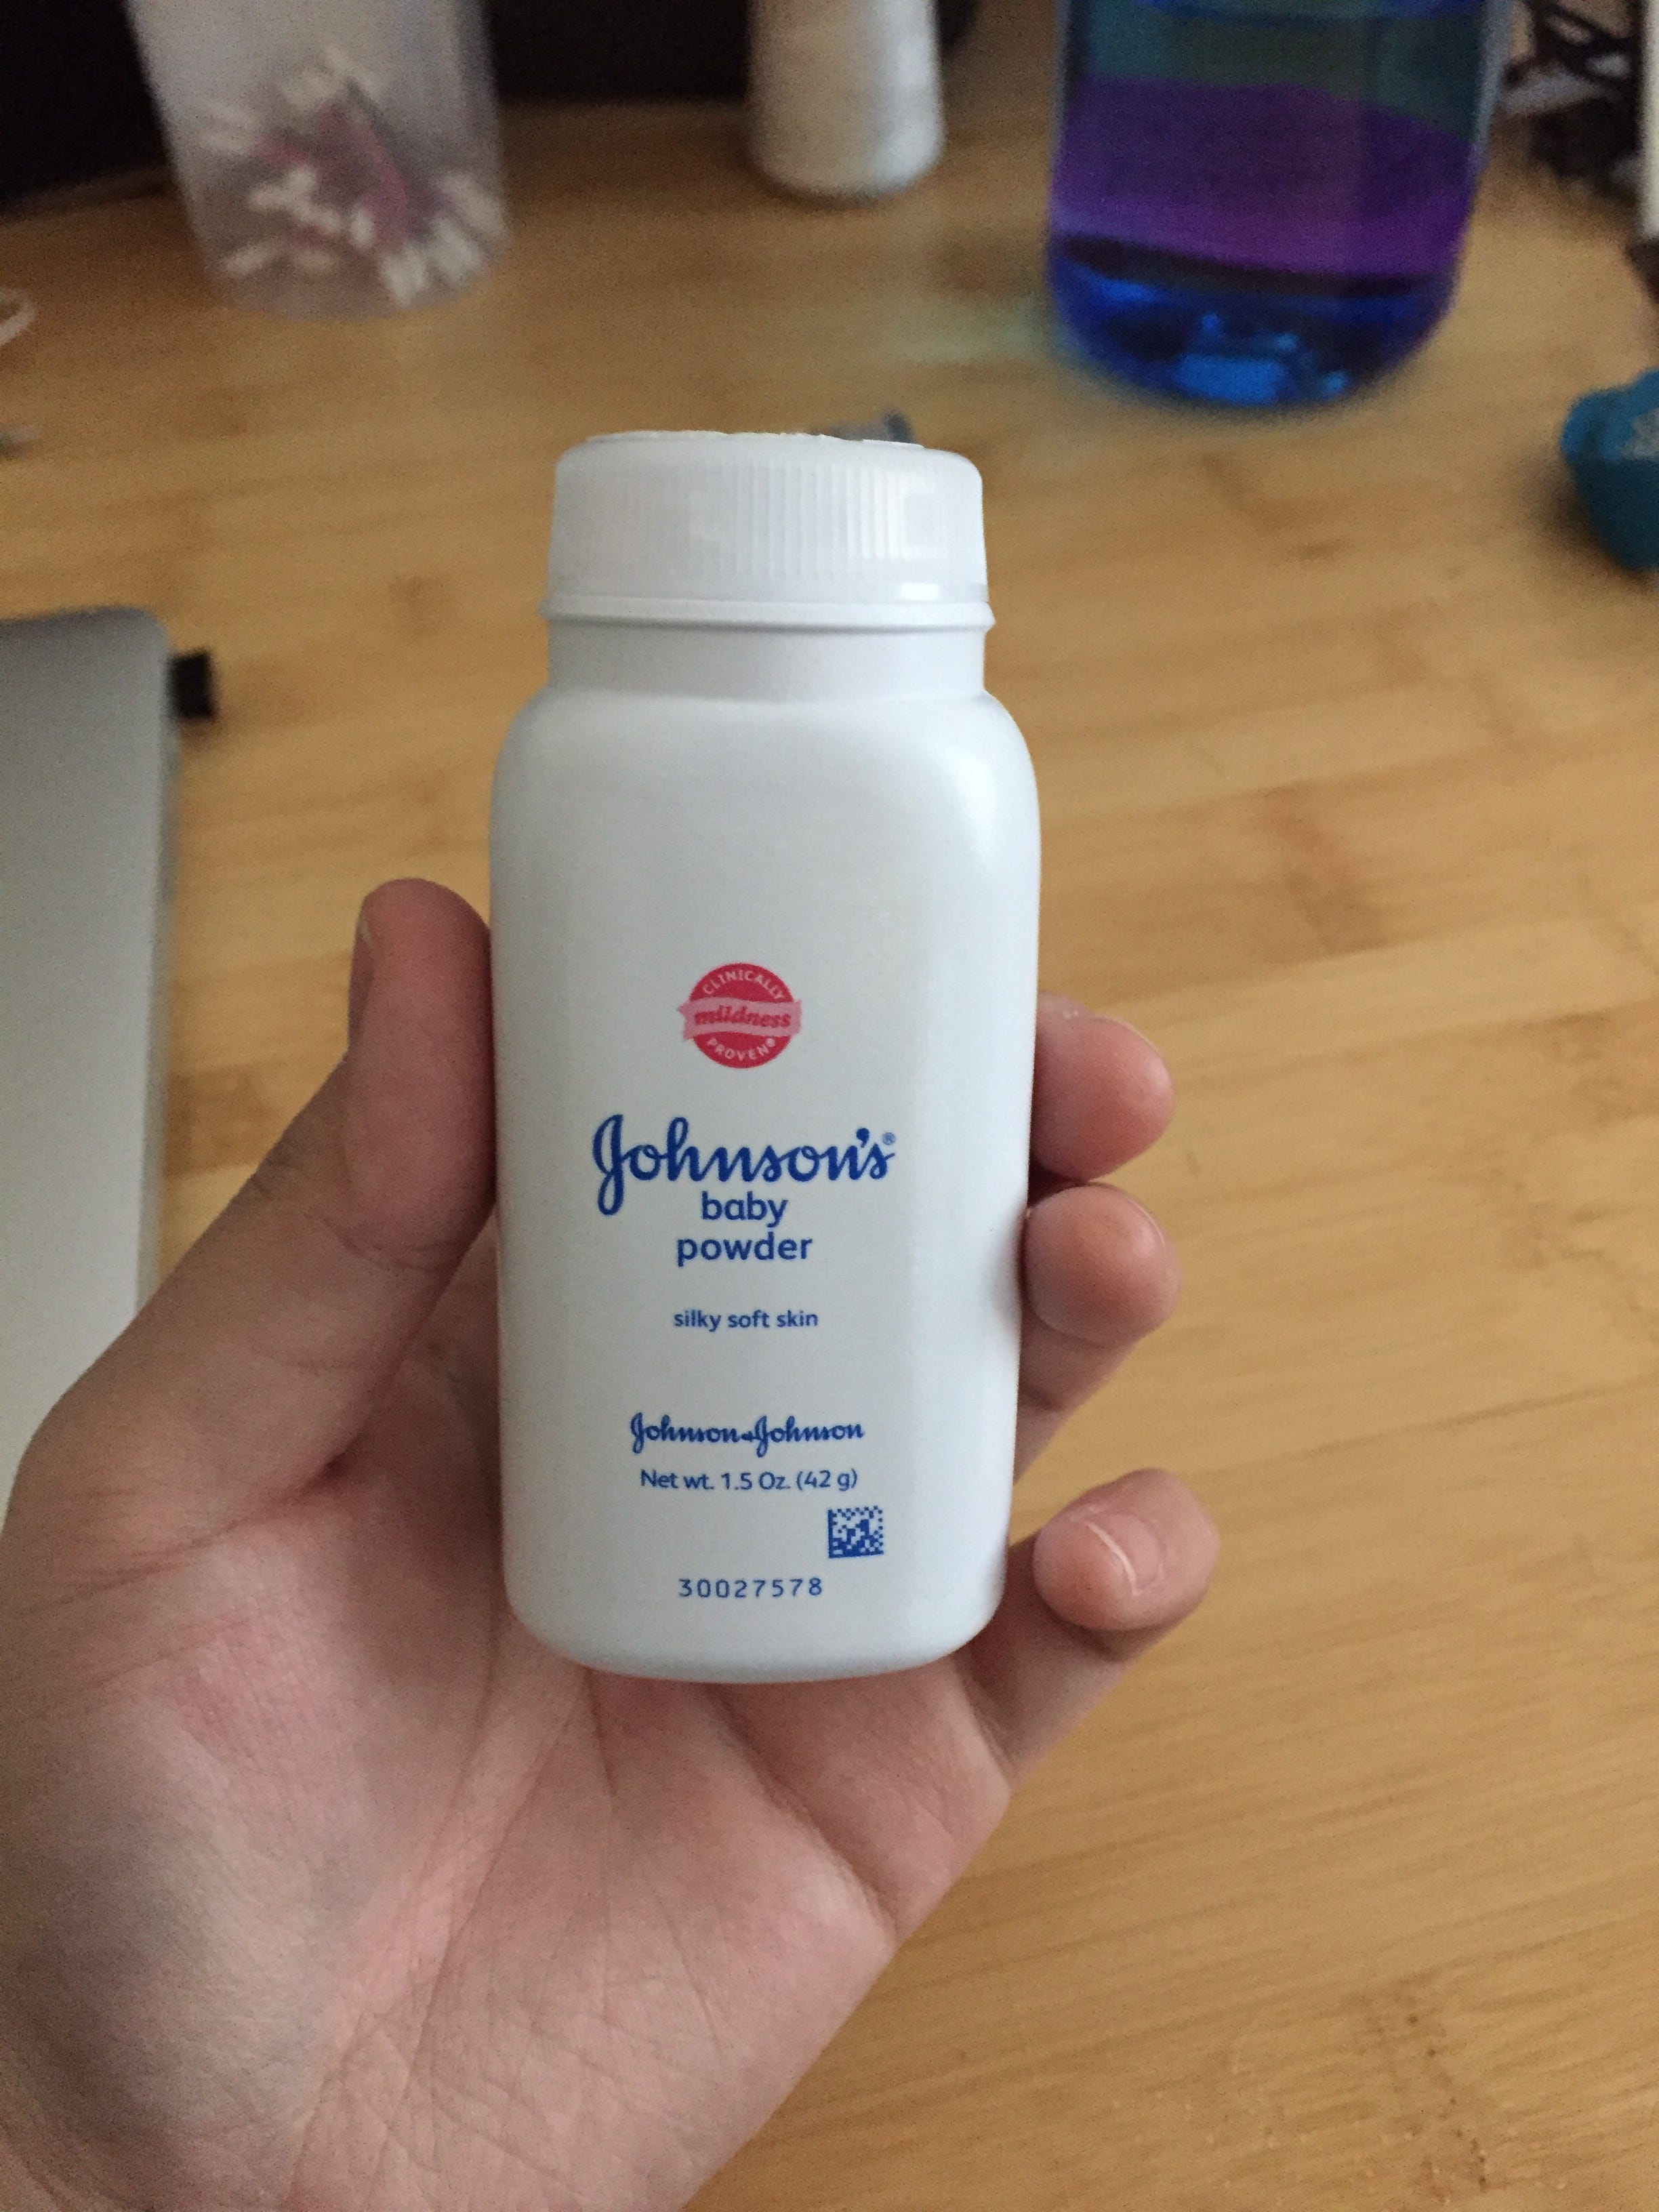 CLINICALLY
mildness
PROVEN®
Johnson's®
baby
powder
silky soft skin
Johnson & Johnson
Net wt. 1.5 Oz. (42 g)
30027578